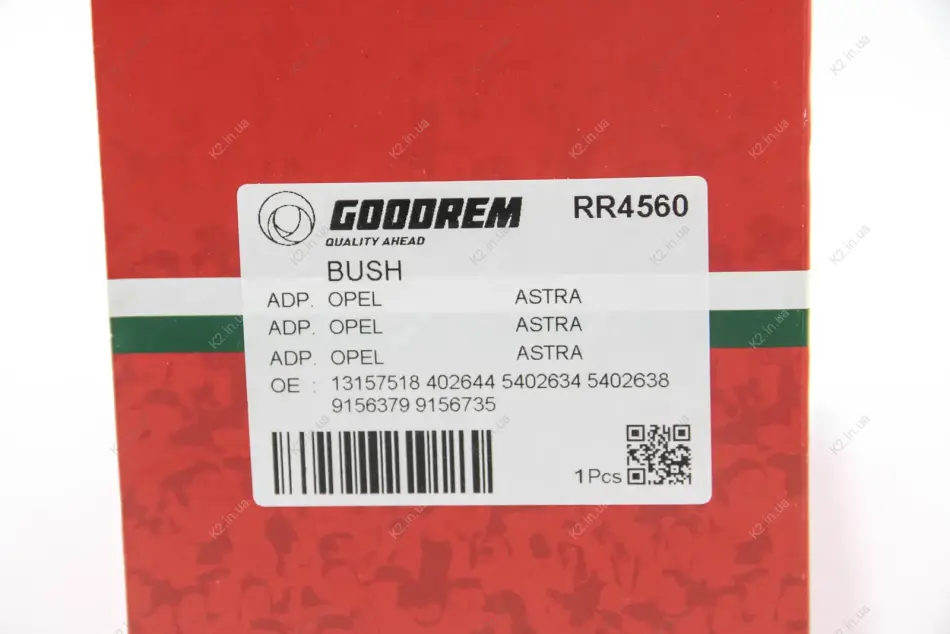 GOODREM
QUALITY AHEAD
RR4560
BUSH
ADP. OPEL ASTRA
ADP. OPEL ASTRA
ADP. OPEL ASTRA
OE : 13157518 402644 5402634 5402638
9156379 9156735
1Pcs
K2.in.ua